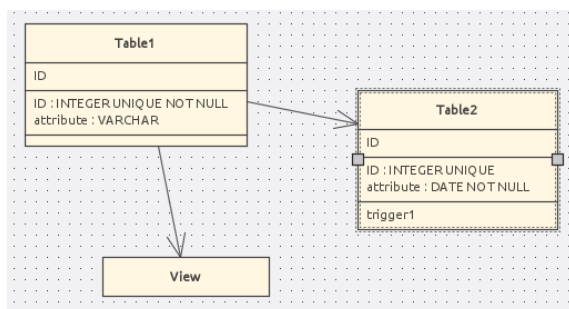 Table1
ID
ID : INTEGER UNIQUE NOT NULL
attribute : VARCHAR
Table2
ID
ID : INTEGER UNIQUE
attribute : DATE NOT NULL
trigger1
View